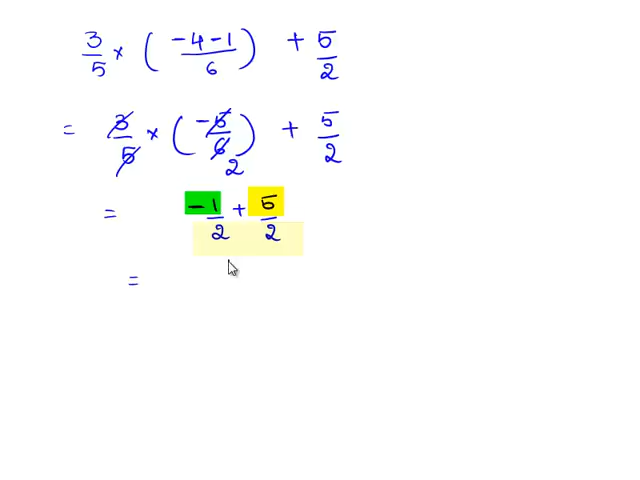 3/5 × ( -4-1/6 ) + 5/2
= 3/5 × ( -5/6 2 ) + 5/2
= -1/2 + 5/2
=